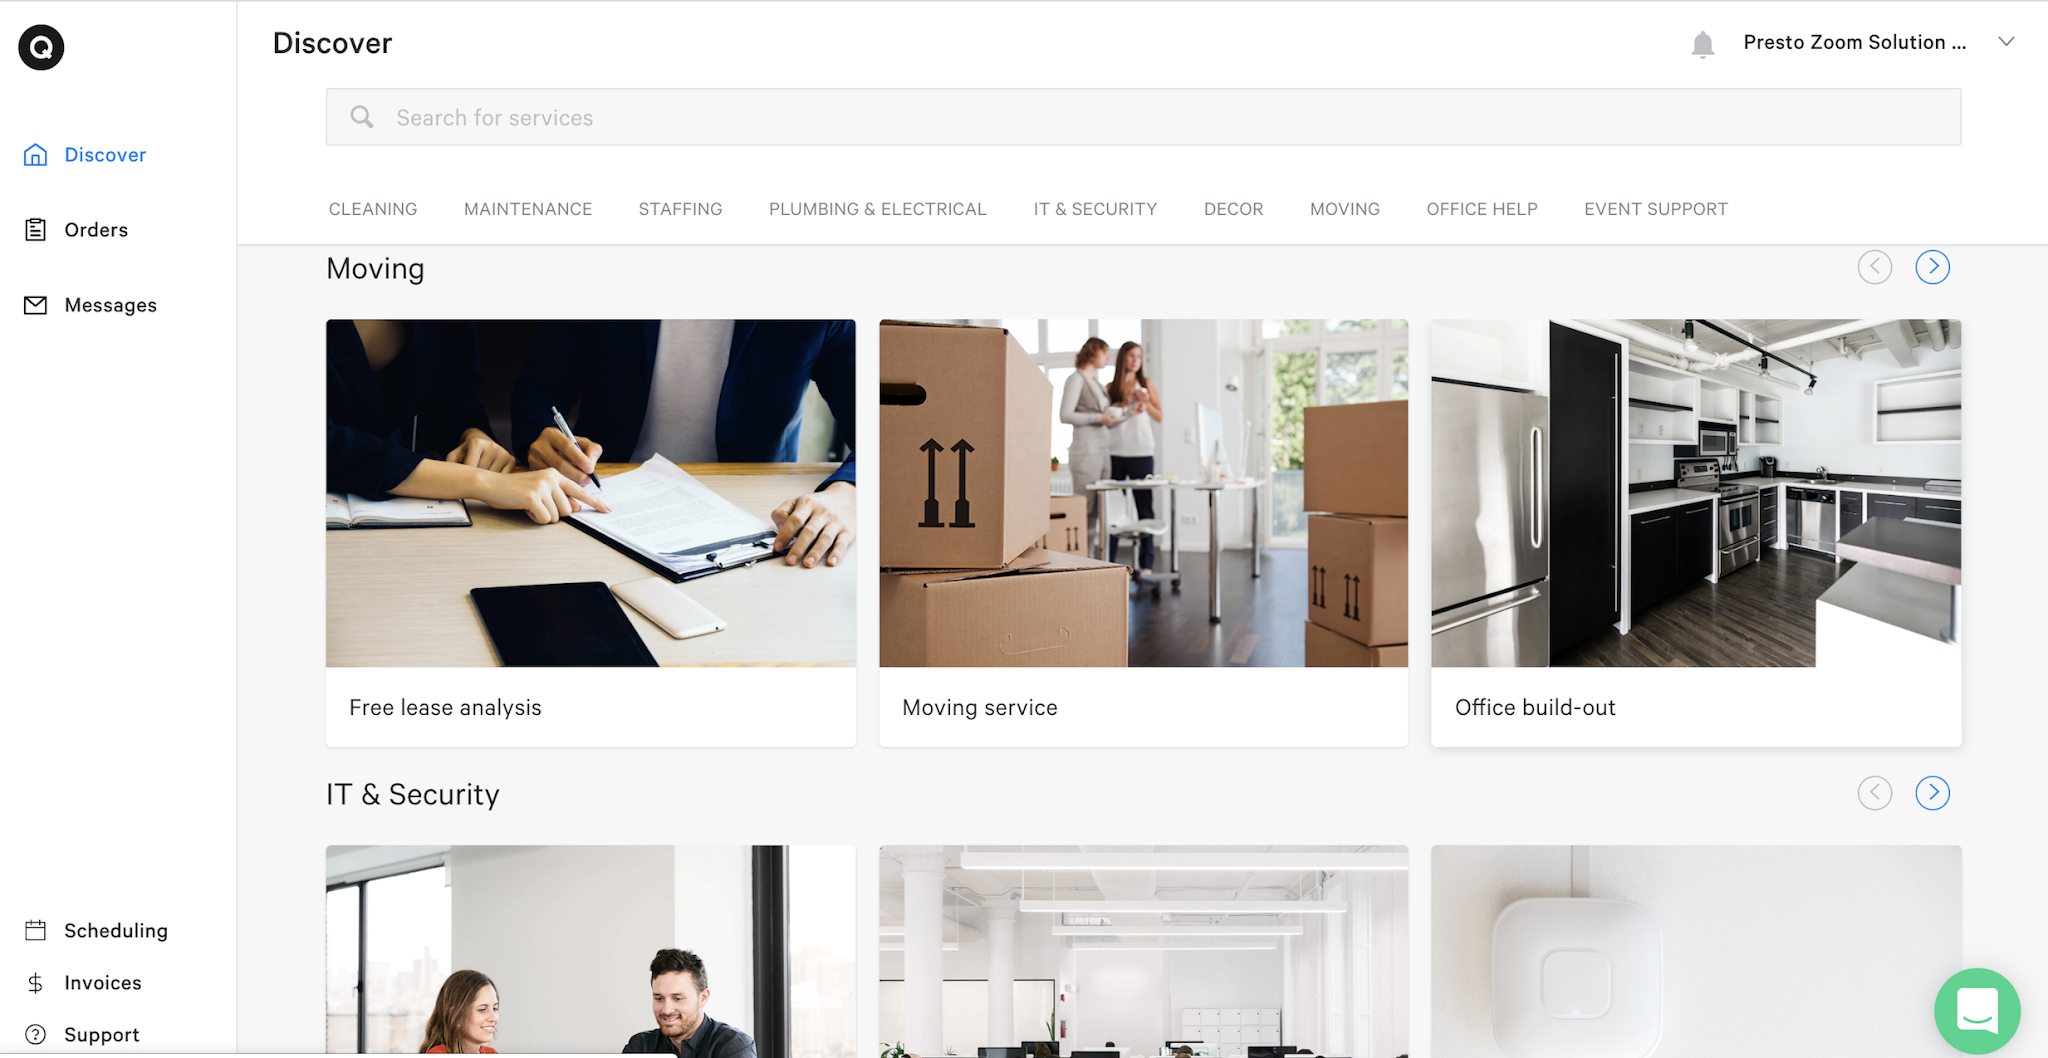 Q
Discover
Presto Zoom Solution ...
Search for services
Discover
Orders
Messages
CLEANING MAINTENANCE STAFFING PLUMBING & ELECTRICAL IT & SECURITY DECOR MOVING OFFICE HELP EVENT SUPPORT
Moving
Free lease analysis
Moving service
Office build-out
IT & Security
Scheduling
Invoices
Support